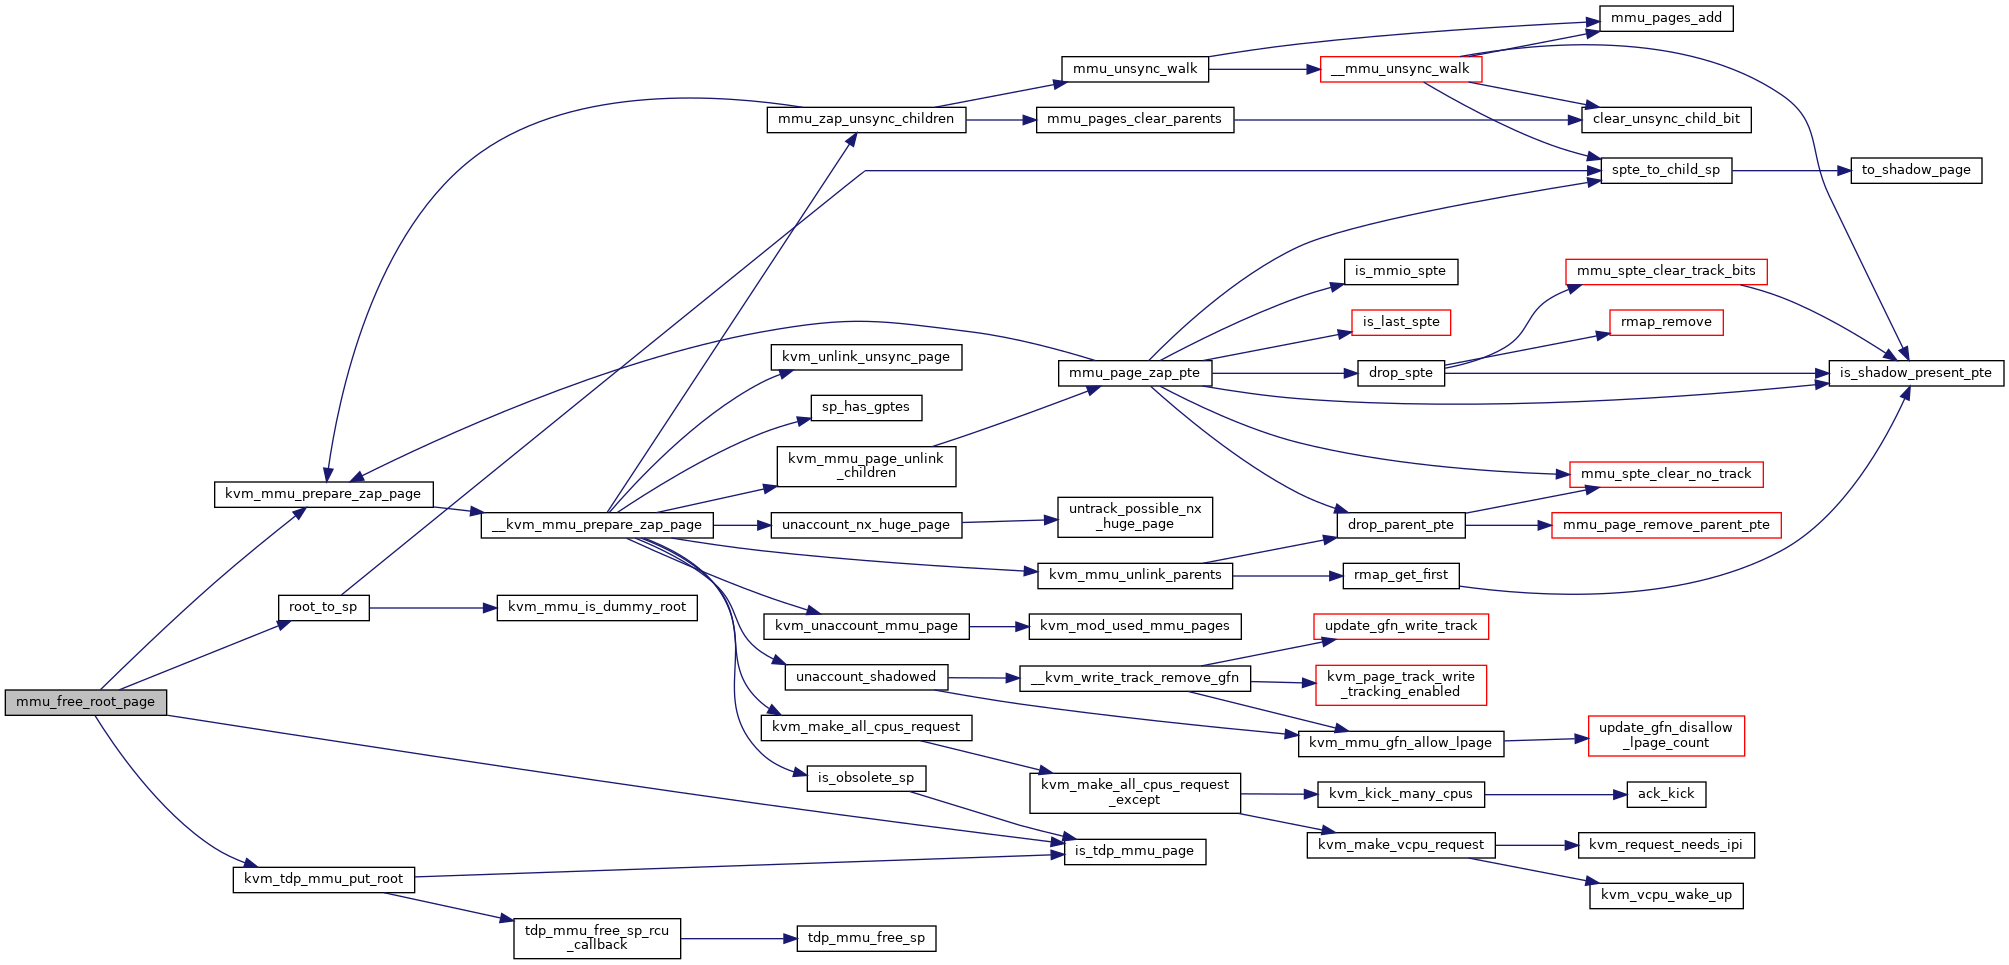 mmu_pages_add
mmu_unsync_walk
__mmu_unsync_walk
mmu_zap_unsync_children
mmu_pages_clear_parents
clear_unsync_child_bit
spte_to_child_sp
to_shadow_page
is_mmio_spte
mmu_spte_clear_track_bits
is_last_spte
rmap_remove
kvm_unlink_unsync_page
mmu_page_zap_pte
drop_spte
is_shadow_present_pte
sp_has_gptes
kvm_mmu_page_unlink
_children
mmu_spte_clear_no_track
kvm_mmu_prepare_zap_page
__kvm_mmu_prepare_zap_page
unaccount_nx_huge_page
untrack_possible_nx
_huge_page
drop_parent_pte
mmu_page_remove_parent_pte
kvm_mmu_unlink_parents
rmap_get_first
root_to_sp
kvm_mmu_is_dummy_root
kvm_unaccount_mmu_page
kvm_mod_used_mmu_pages
update_gfn_write_track
unaccount_shadowed
__kvm_write_track_remove_gfn
kvm_page_track_write
_tracking_enabled
mmu_free_root_page
kvm_make_all_cpus_request
kvm_mmu_gfn_allow_lpage
update_gfn_disallow
_lpage_count
is_obsolete_sp
kvm_make_all_cpus_request
_except
kvm_kick_many_cpus
ack_kick
kvm_make_vcpu_request
kvm_request_needs_ipi
is_tdp_mmu_page
kvm_tdp_mmu_put_root
kvm_vcpu_wake_up
tdp_mmu_free_sp_rcu
_callback
tdp_mmu_free_sp